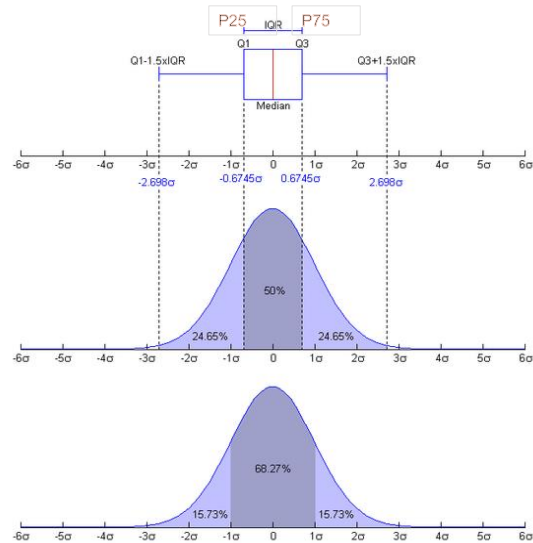 P25 P75
IQR
Q1 Q3
Q1-1.5xIQR Q3+1.5xIQR
Median
-6σ -5σ -4σ -3σ -2σ -1σ 0 1σ 2σ 3σ 4σ 5σ 6σ
-2.698σ -0.6745σ 0.6745σ 2.698σ
50%
24.65% 24.65%
-6σ -5σ -4σ -3σ -2σ -1σ 0 1σ 2σ 3σ 4σ 5σ 6σ
68.27%
15.73% 15.73%
-6σ -5σ -4σ -3σ -2σ -1σ 0 1σ 2σ 3σ 4σ 5σ 6σ